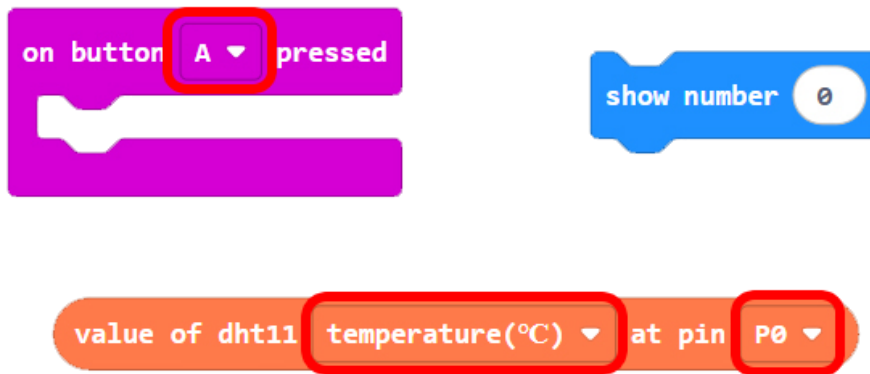 on button A pressed
show number 0
value of dht11 temperature(℃) at pin P0